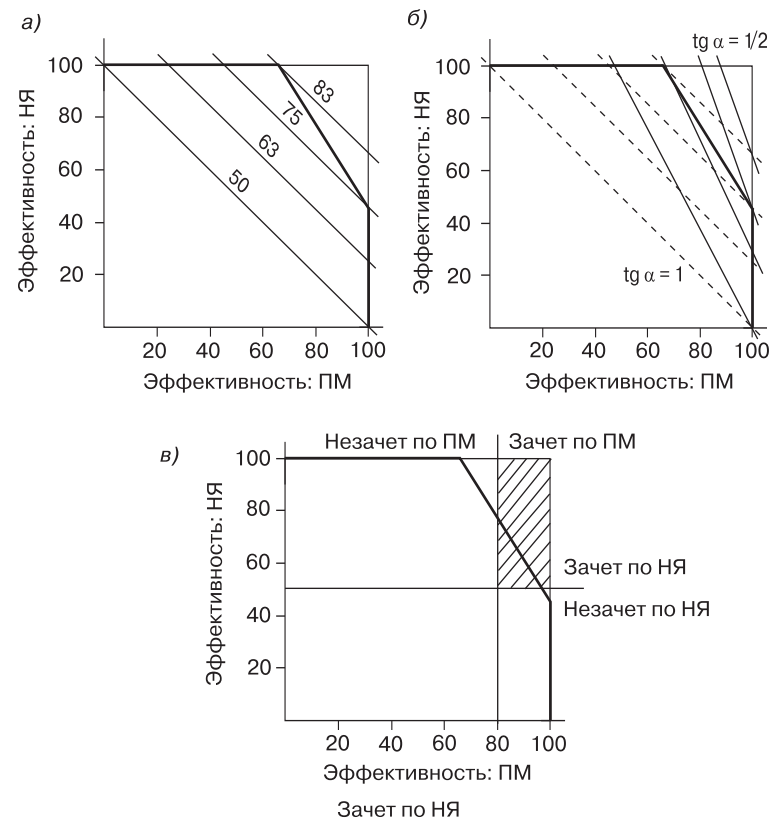 а)
100
80
60
40
20
Эффективность: НЯ
83
75
63
50
20 40 60 80 100
Эффективность: ПМ
б)
tg α = 1/2
100
80
60
40
20
Эффективность: НЯ
tg α = 1
20 40 60 80 100
Эффективность: ПМ
в)
Незачет по ПМ Зачет по ПМ
100
80
60
40
20
Эффективность: НЯ
Зачет по НЯ
Незачет по НЯ
20 40 60 80 100
Эффективность: ПМ
Зачет по НЯ